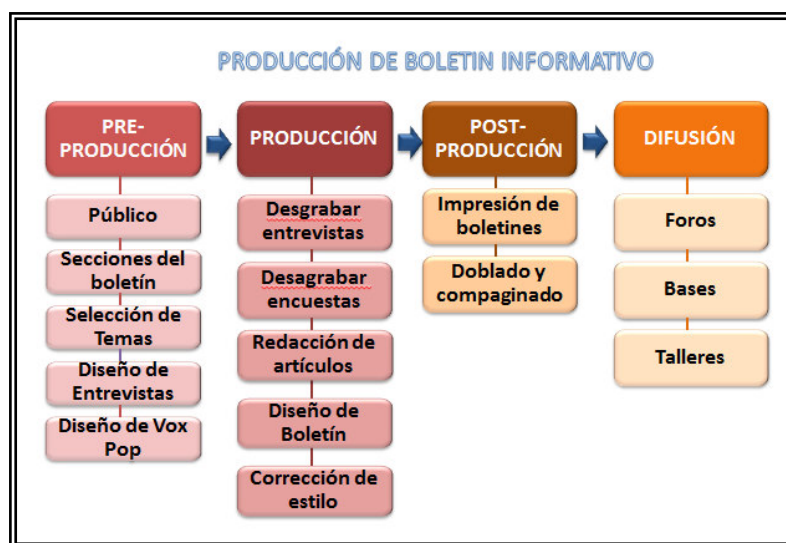 PRODUCCIÓN DE BOLETIN INFORMATIVO
PRE-
PRODUCCIÓN
Público
Secciones del
boletín
Selección de
Temas
Diseño de
Entrevistas
Diseño de Vox
Pop
PRODUCCIÓN
Desgrabar
entrevistas
Desagrabar
encuestas
Redacción de
artículos
Diseño de
Boletín
Corrección de
estilo
POST-
PRODUCCIÓN
Impresión de
boletines
Doblado y
compaginado
DIFUSIÓN
Foros
Bases
Talleres